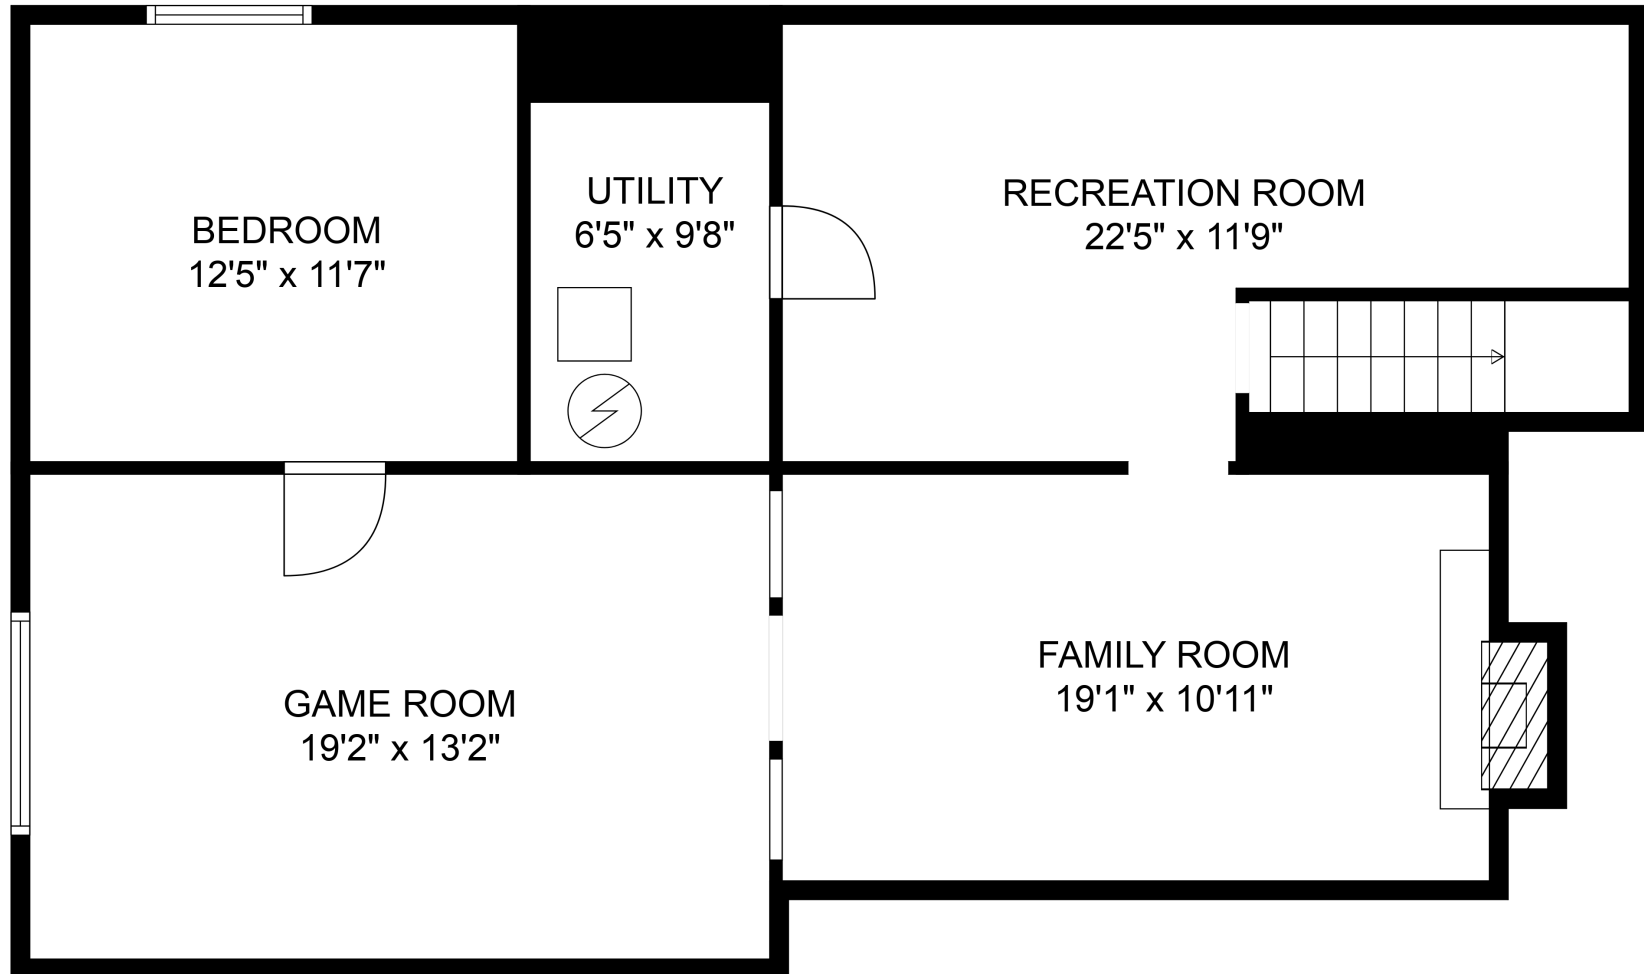 UTILITY
6'5" x 9'8"
RECREATION ROOM
22'5" x 11'9"
BEDROOM
12'5" x 11'7"
FAMILY ROOM
19'1" x 10'11"
GAME ROOM
19'2" x 13'2"